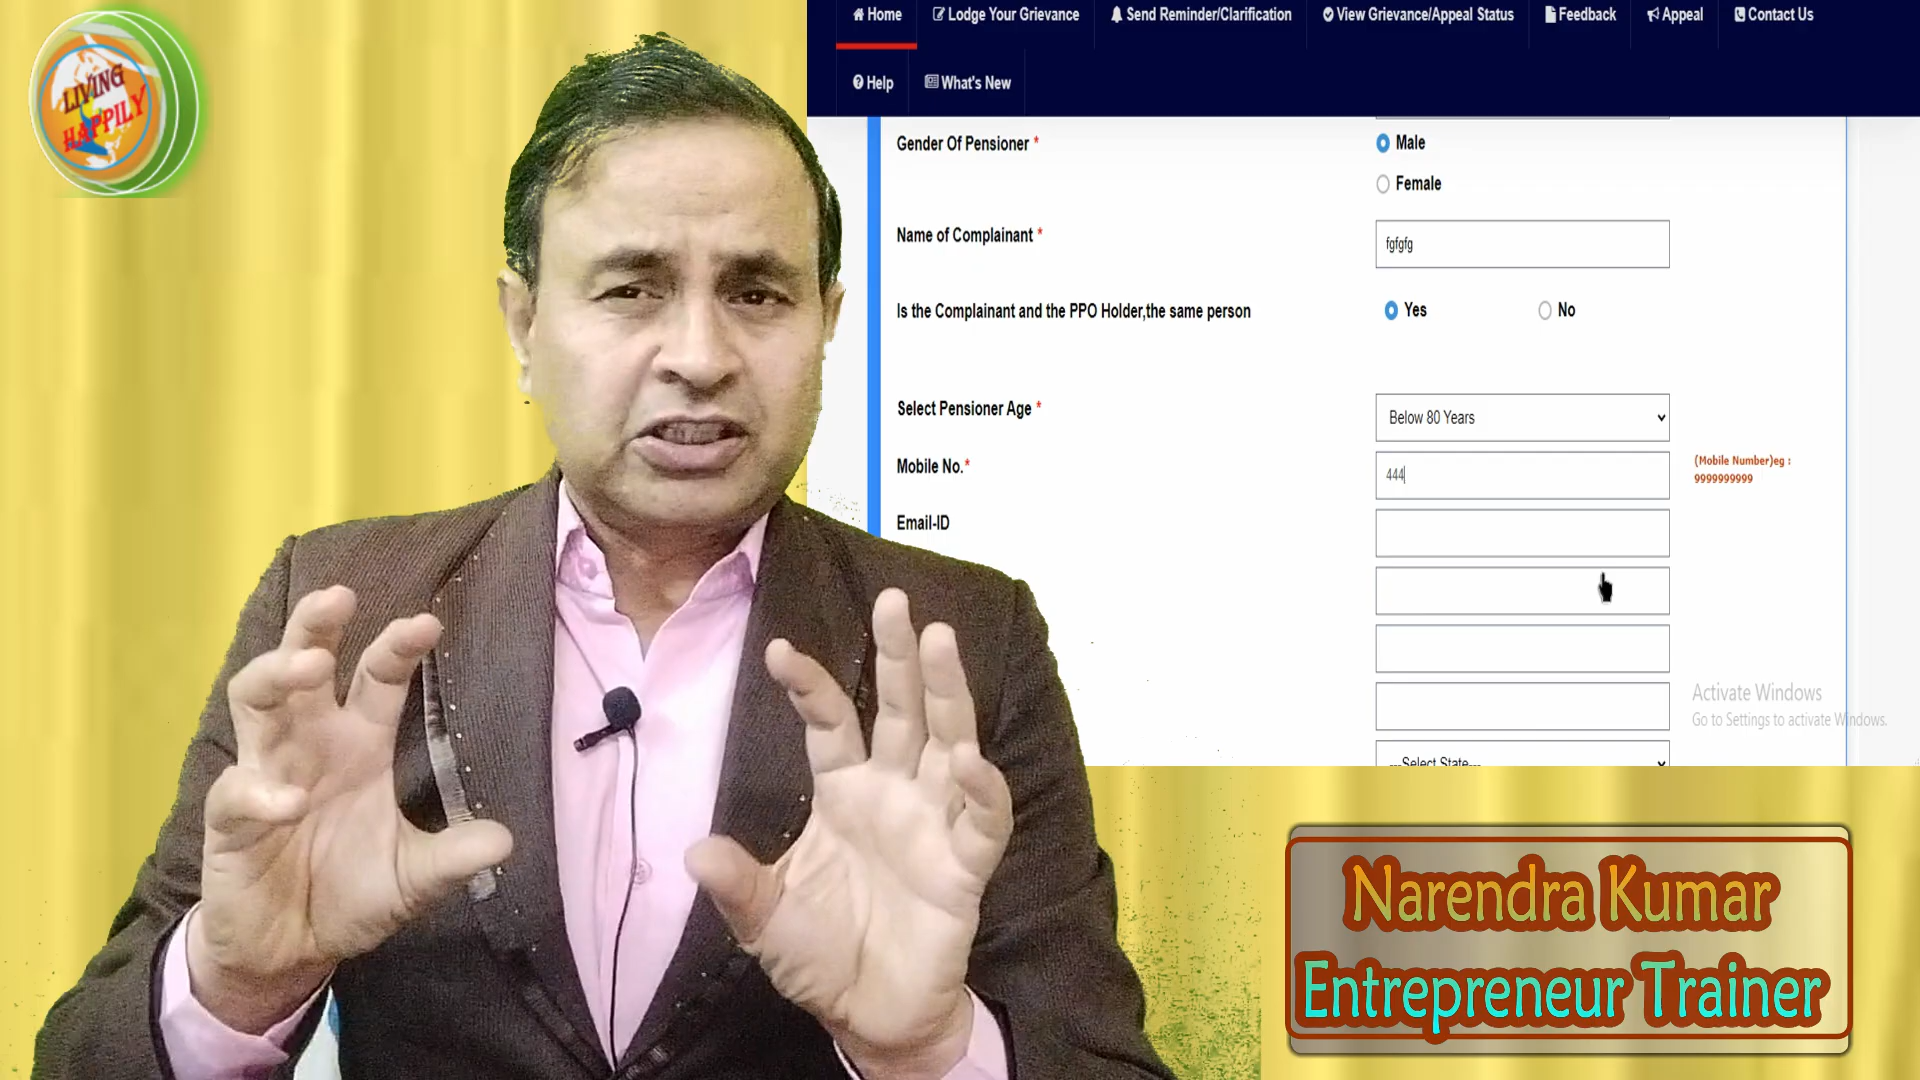 LIVING
HAPPILY
Home
Lodge Your Grievance
Send Reminder/Clarification
View Grievance/Appeal Status
Feedback
Appeal
Contact Us
Help
What's New
Gender Of Pensioner *
Male
Female
Name of Complainant *
fgfgfg
Is the Complainant and the PPO Holder,the same person
Yes
No
Select Pensioner Age *
Below 80 Years
Mobile No.*
444
(Mobile Number)eg :
9999999999
Email-ID
---Select State---
Activate Windows
Go to Settings to activate Windows.
Narendra Kumar
Entrepreneur Trainer